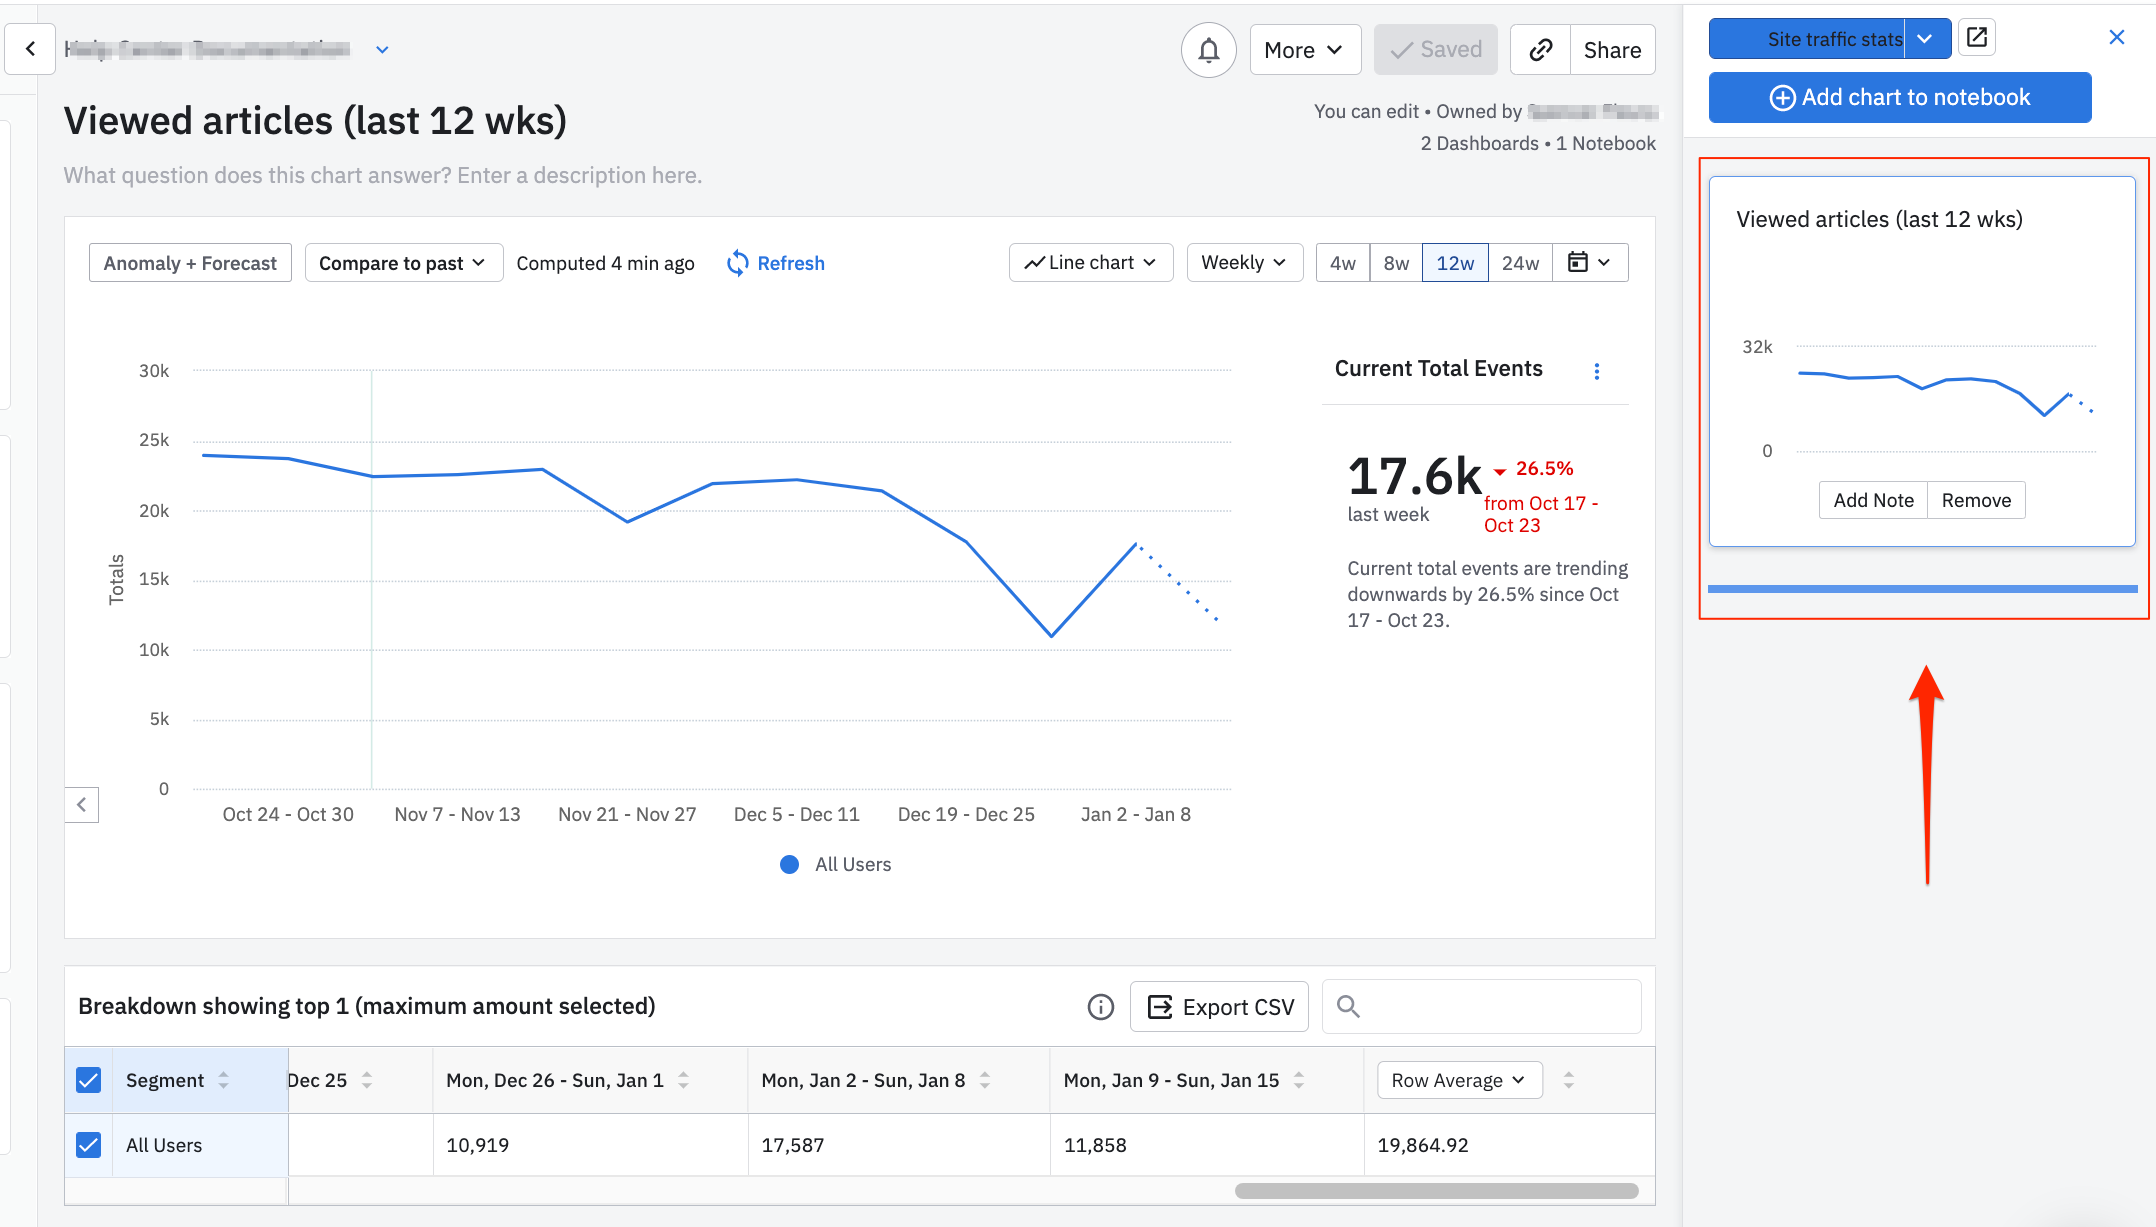 More
Saved
Share
Viewed articles (last 12 wks)
You can edit • Owned by
2 Dashboards • 1 Notebook
What question does this chart answer? Enter a description here.
Anomaly + Forecast
Compare to past
Computed 4 min ago
Refresh
Line chart
Weekly
4w
8w
12w
24w
30k
25k
20k
15k
10k
5k
0
Totals
Oct 24 - Oct 30
Nov 7 - Nov 13
Nov 21 - Nov 27
Dec 5 - Dec 11
Dec 19 - Dec 25
Jan 2 - Jan 8
All Users
Current Total Events
17.6k
26.5%
last week
from Oct 17 -
Oct 23
Current total events are trending
downwards by 26.5% since Oct
17 - Oct 23.
Breakdown showing top 1 (maximum amount selected)
Export CSV
Segment
Dec 25
Mon, Dec 26 - Sun, Jan 1
Mon, Jan 2 - Sun, Jan 8
Mon, Jan 9 - Sun, Jan 15
Row Average
All Users
10,919
17,587
11,858
19,864.92
Site traffic stats
Add chart to notebook
Viewed articles (last 12 wks)
32k
0
Add Note
Remove